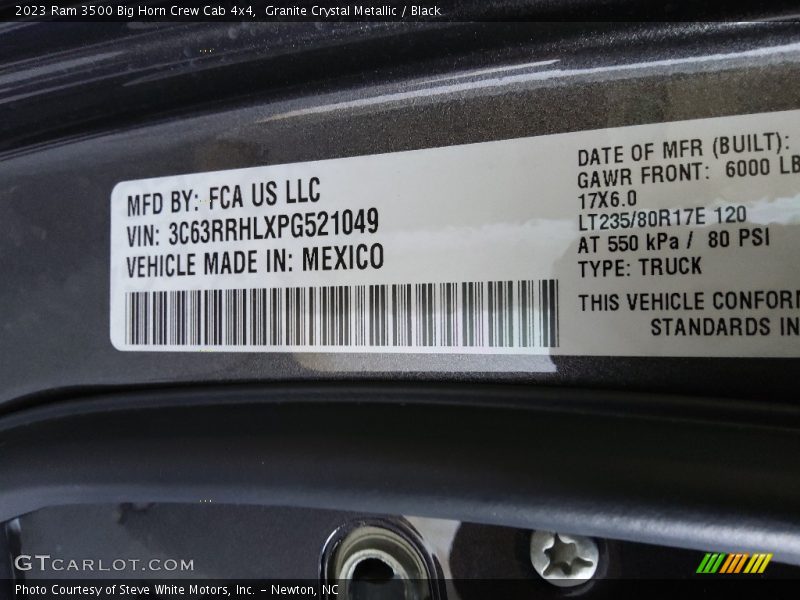 2023 Ram 3500 Big Horn Crew Cab 4x4,  Granite Crystal Metallic / Black
MFD BY: FCA US LLC
VIN: 3C63RRHLXPG521049
VEHICLE MADE IN: MEXICO
DATE OF MFR (BUILT):
GAWR FRONT: 6000 LB
17X6.0
LT235/80R17E 120
AT 550 kPa / 80 PSI
TYPE: TRUCK
THIS VEHICLE
STANDARDS IN
GTCARLOT.COM
Photo Courtesy of Steve White Motors, Inc. – Newton, NC